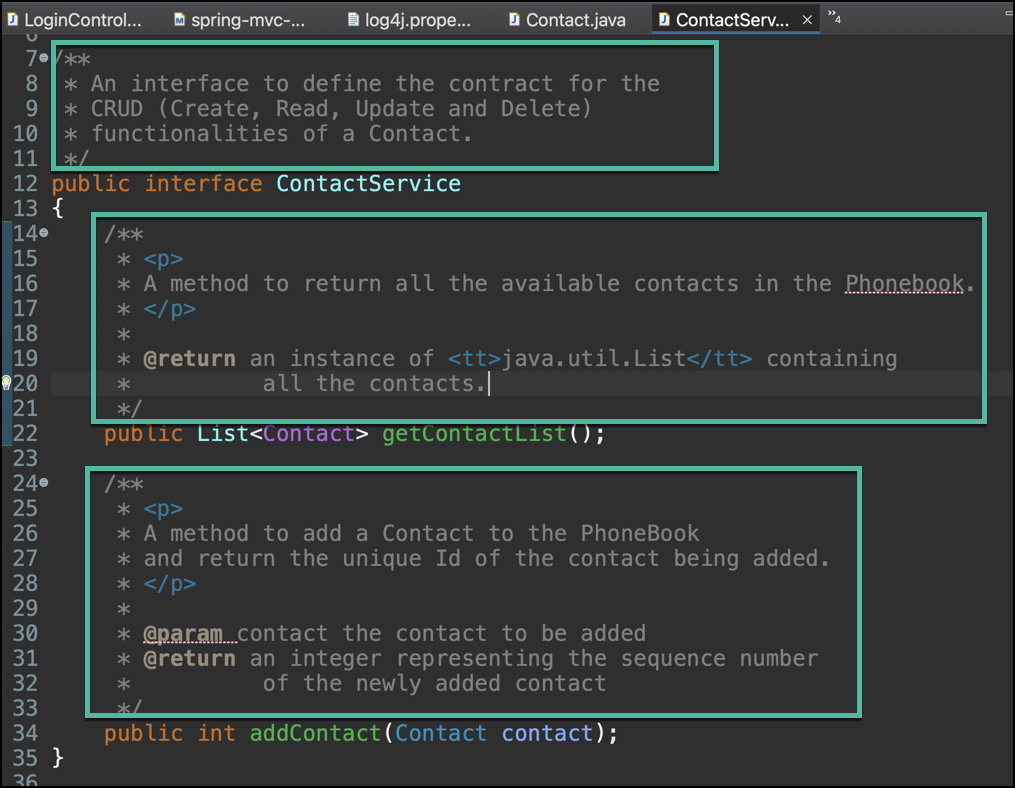 LoginControl... spring-mvc-... log4j.prope... Contact.java ContactServ... × »4
6
7 /**
8 * An interface to define the contract for the
9 * CRUD (Create, Read, Update and Delete)
10 * functionalities of a Contact.
11 */
12 public interface ContactService
13 {
14 /**
15 * <p>
16 * A method to return all the available contacts in the Phonebook.
17 * </p>
18 *
19 * @return an instance of <tt>java.util.List</tt> containing
20 * all the contacts.
21 */
22 public List<Contact> getContactList();
23
24 /**
25 * <p>
26 * A method to add a Contact to the PhoneBook
27 * and return the unique Id of the contact being added.
28 * </p>
29 *
30 * @param contact the contact to be added
31 * @return an integer representing the sequence number
32 * of the newly added contact
33 */
34 public int addContact(Contact contact);
35 }
36